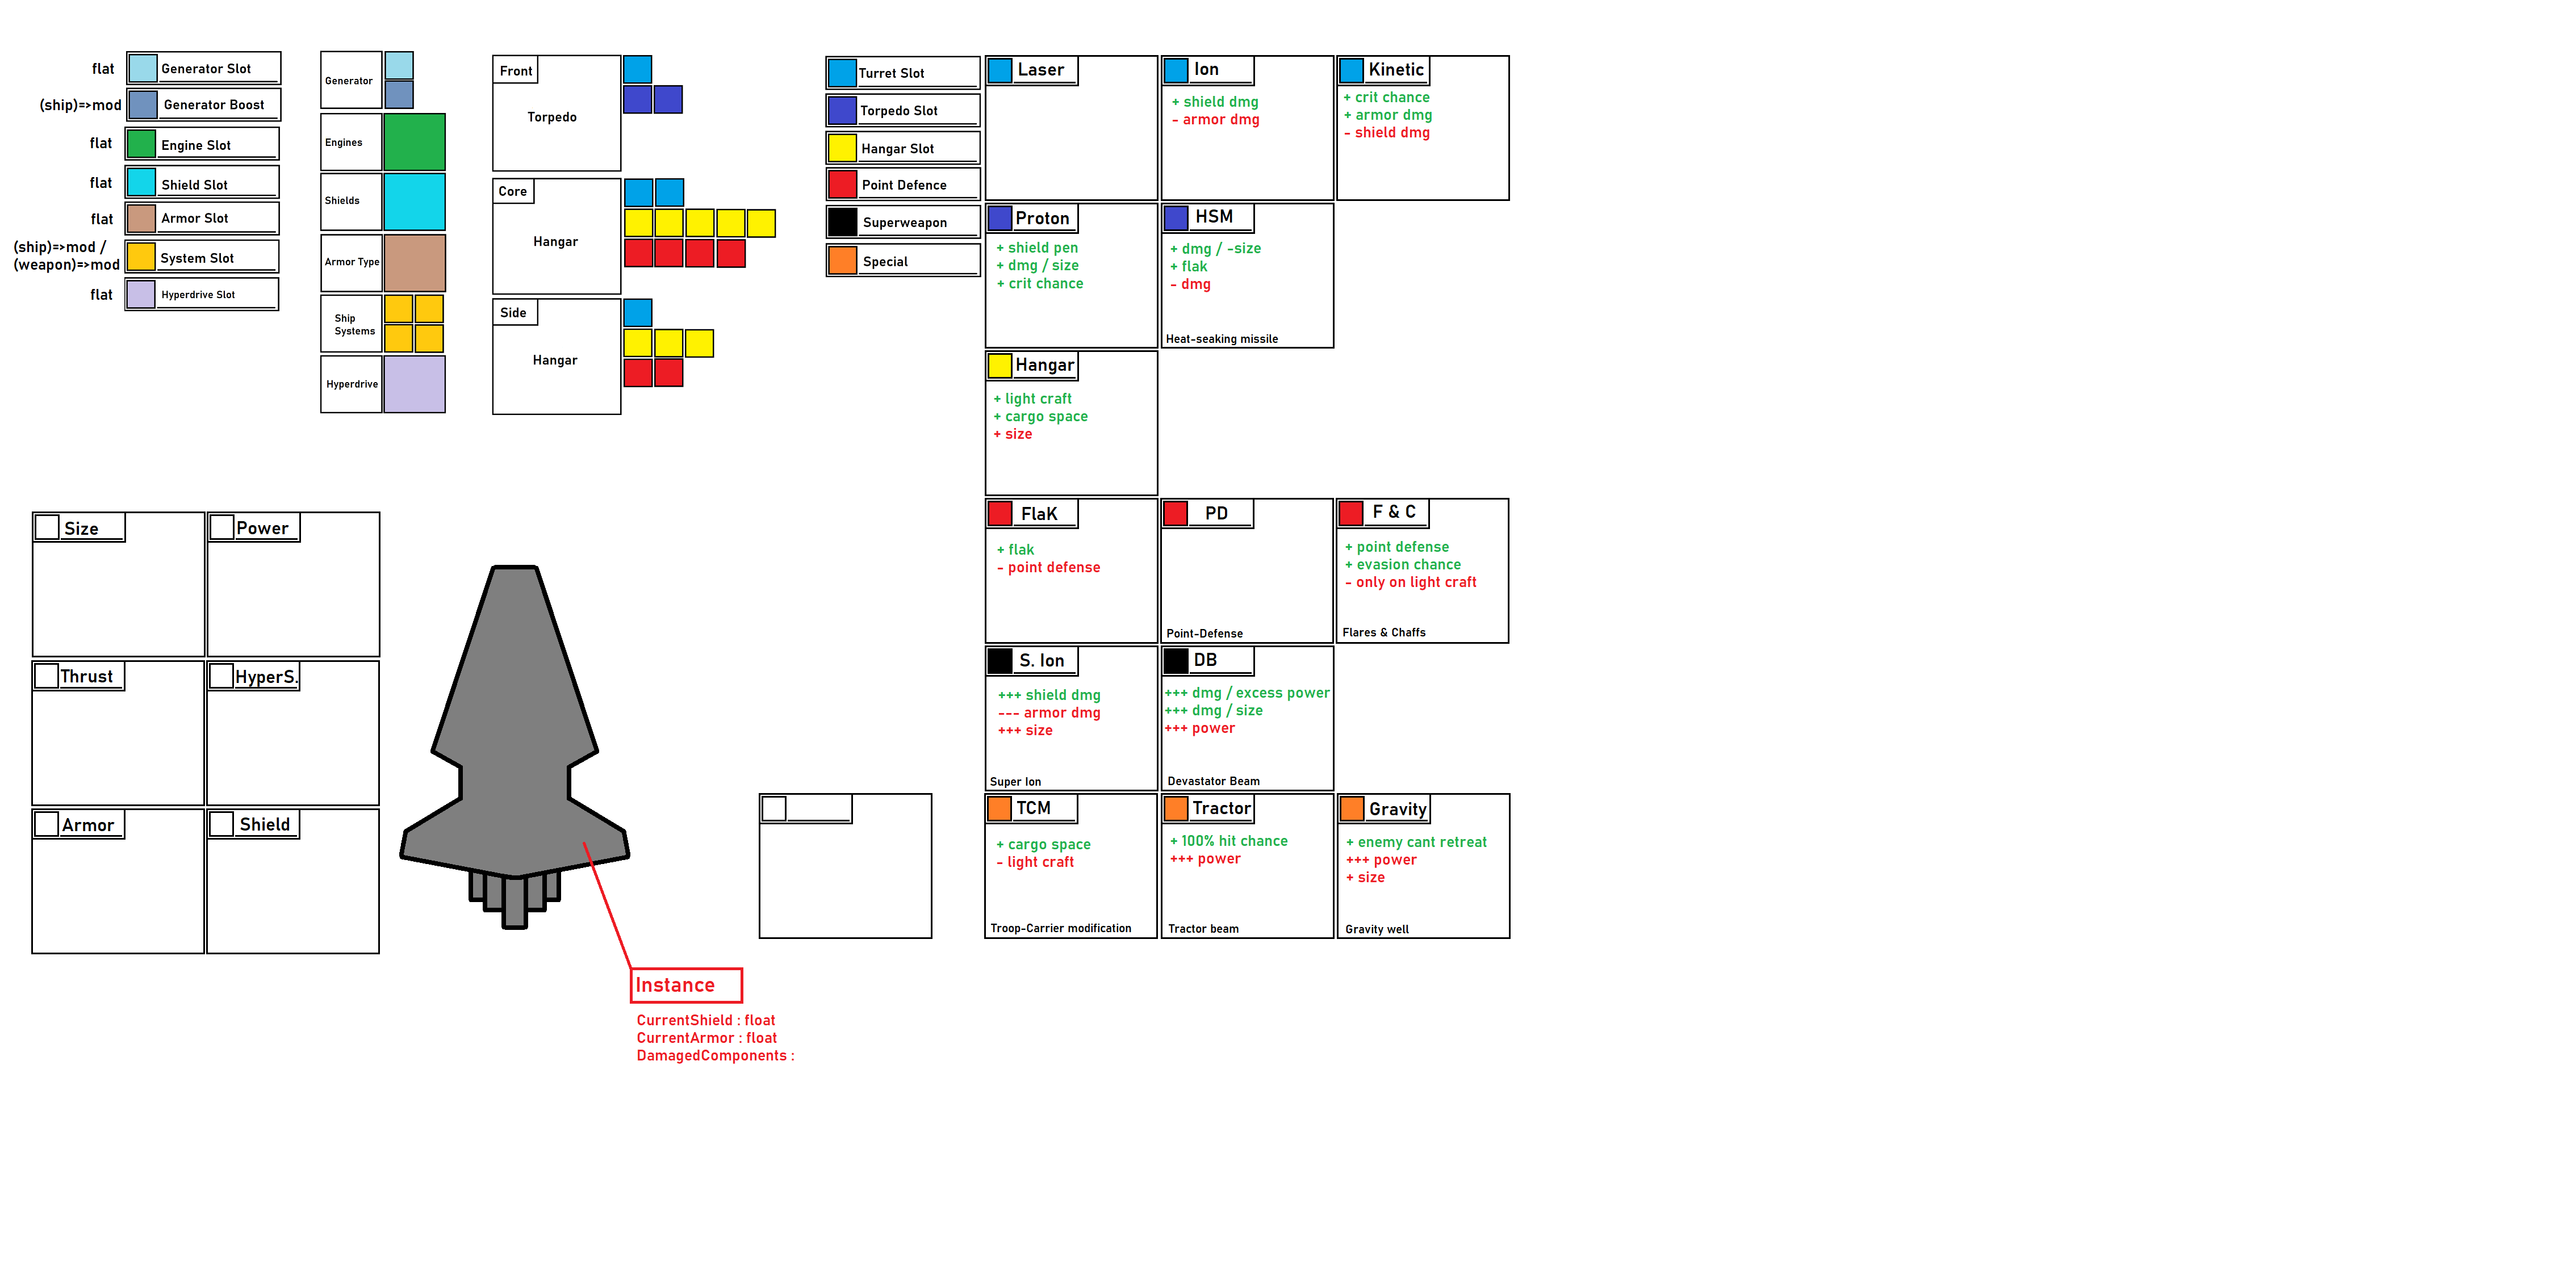 flat
Generator Slot
(ship)=>mod
Generator Boost
flat
Engine Slot
flat
Shield Slot
flat
Armor Slot
(ship)=>mod /
(weapon)=>mod
System Slot
flat
Hyperdrive Slot
Generator
Engines
Shields
Armor Type
Ship
Systems
Hyperdrive
Front
Torpedo
Core
Hangar
Side
Hangar
Turret Slot
Torpedo Slot
Hangar Slot
Point Defence
Superweapon
Special
Laser
Ion
+ shield dmg
- armor dmg
Kinetic
+ crit chance
+ armor dmg
- shield dmg
Proton
+ shield pen
+ dmg / size
+ crit chance
HSM
+ dmg / -size
+ flak
- dmg
Heat-seaking missile
Hangar
+ light craft
+ cargo space
+ size
FlaK
+ flak
- point defense
PD
Point-Defense
F & C
+ point defense
+ evasion chance
- only on light craft
Flares & Chaffs
S. Ion
+++ shield dmg
--- armor dmg
+++ size
Super Ion
DB
+++ dmg / excess power
+++ dmg / size
+++ power
Devastator Beam
TCM
+ cargo space
- light craft
Troop-Carrier modification
Tractor
+ 100% hit chance
+++ power
Tractor beam
Gravity
+ enemy cant retreat
+++ power
+ size
Gravity well
Size
Power
Thrust
HyperS.
Armor
Shield
Instance
CurrentShield : float
CurrentArmor : float
DamagedComponents :